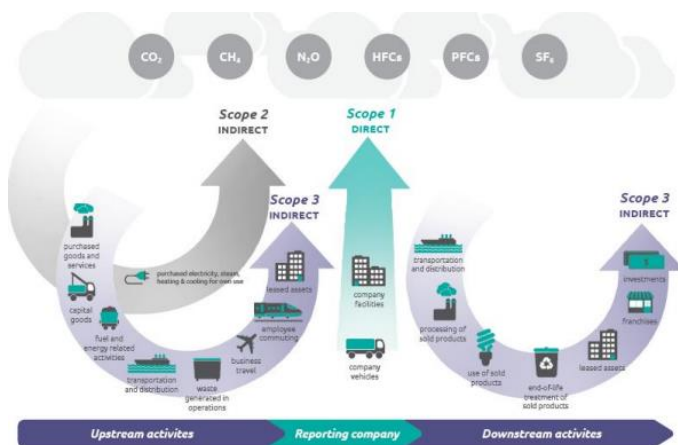 CO₂ CH₄ N₂O HFCs PFCs SF₆
Scope 2
INDIRECT
Scope 1
DIRECT
Scope 3
INDIRECT
Scope 3
INDIRECT
purchased
goods and
services
capital
goods
fuel and
energy related
activities
transportation
and distribution
waste
generated in
operations
business
travel
employee
commuting
leased assets
purchased electricity, steam,
heating & cooling for own use
company
facilities
company
vehicles
transportation
and distribution
processing of
sold products
use of sold
products
end-of-life
treatment of
sold products
leased assets
franchises
investments
Upstream activites
Reporting company
Downstream activites